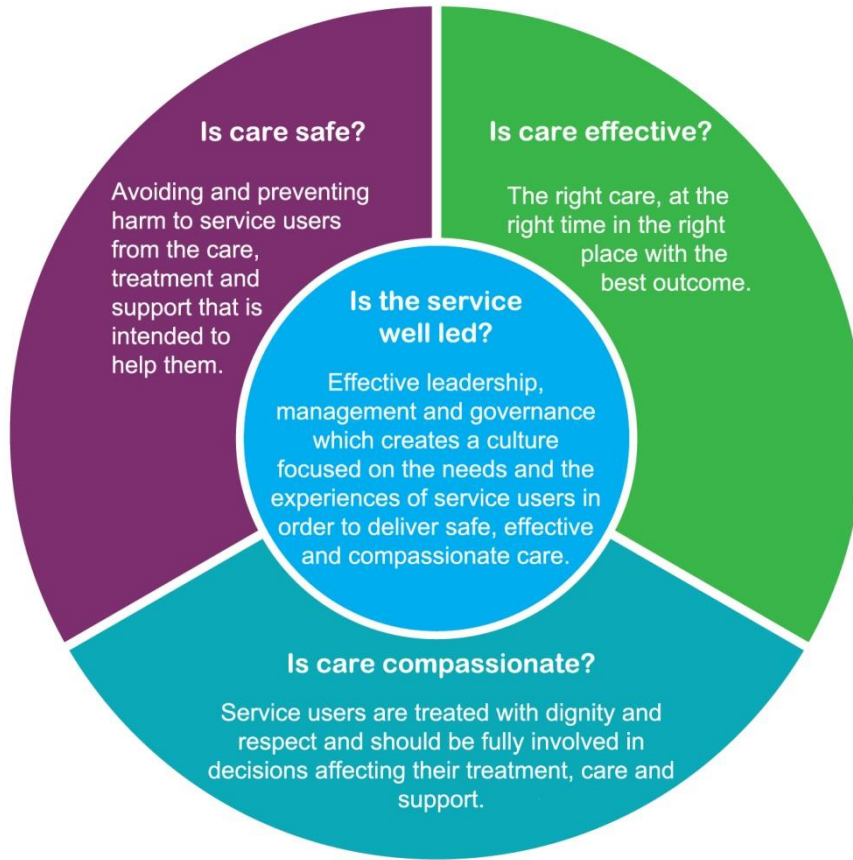 Is care safe?
Avoiding and preventing
harm to service users
from the care,
treatment and
support that is
intended to
help them.
Is care effective?
The right care, at the
right time in the right
place with the
best outcome.
Is the service
well led?
Effective leadership,
management and governance
which creates a culture
focused on the needs and the
experiences of service users in
order to deliver safe, effective
and compassionate care.
Is care compassionate?
Service users are treated with dignity and
respect and should be fully involved in
decisions affecting their treatment, care and
support.